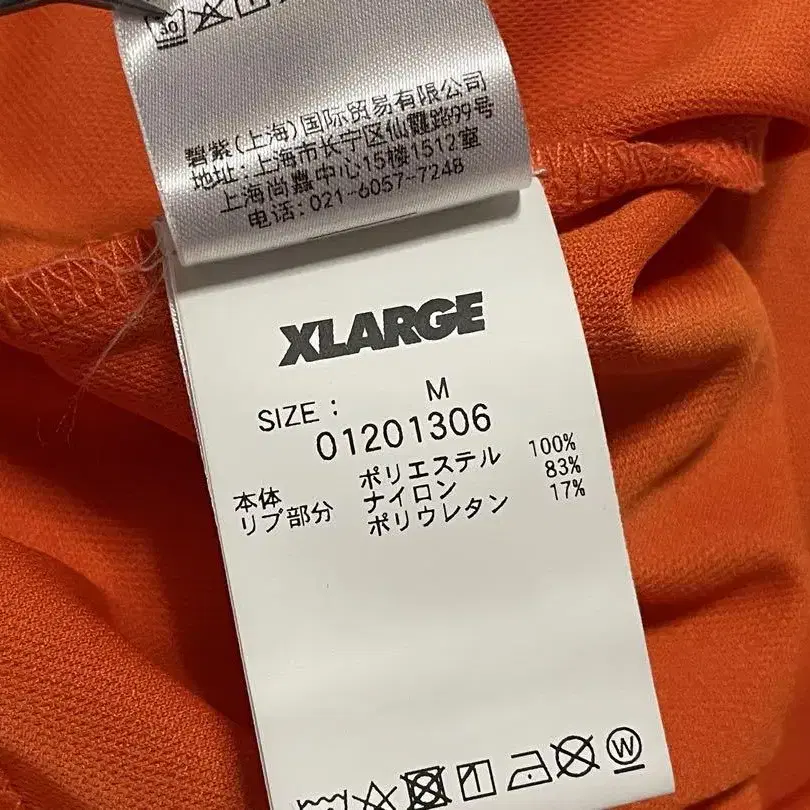 30
碧紫(上海)国际贸易有限公司
地址:上海市长宁区仙霞路99号
上海尚嘉中心15楼1512室
电话:021-6057-7248
XLARGE
SIZE: M
01201306
本体 ポリエステル 100%
リブ部分 ナイロン 83%
ポリウレタン 17%
W